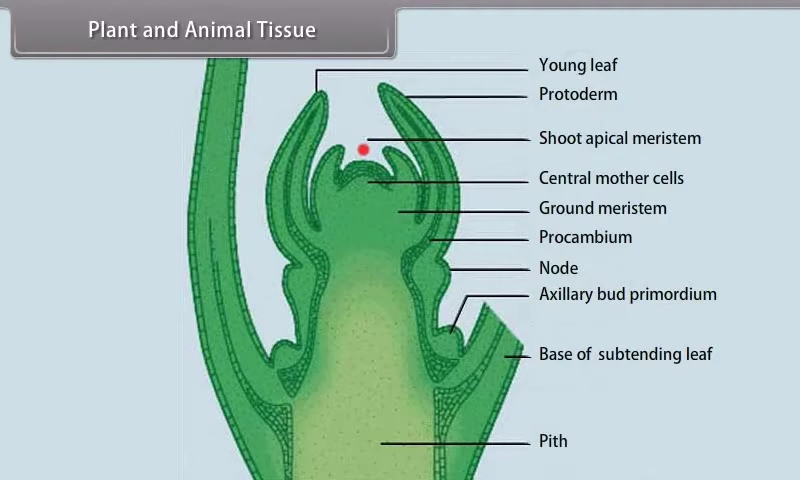 Plant and Animal Tissue
Young leaf
Protoderm
Shoot apical meristem
Central mother cells
Ground meristem
Procambium
Node
Axillary bud primordium
Base of subtending leaf
Pith